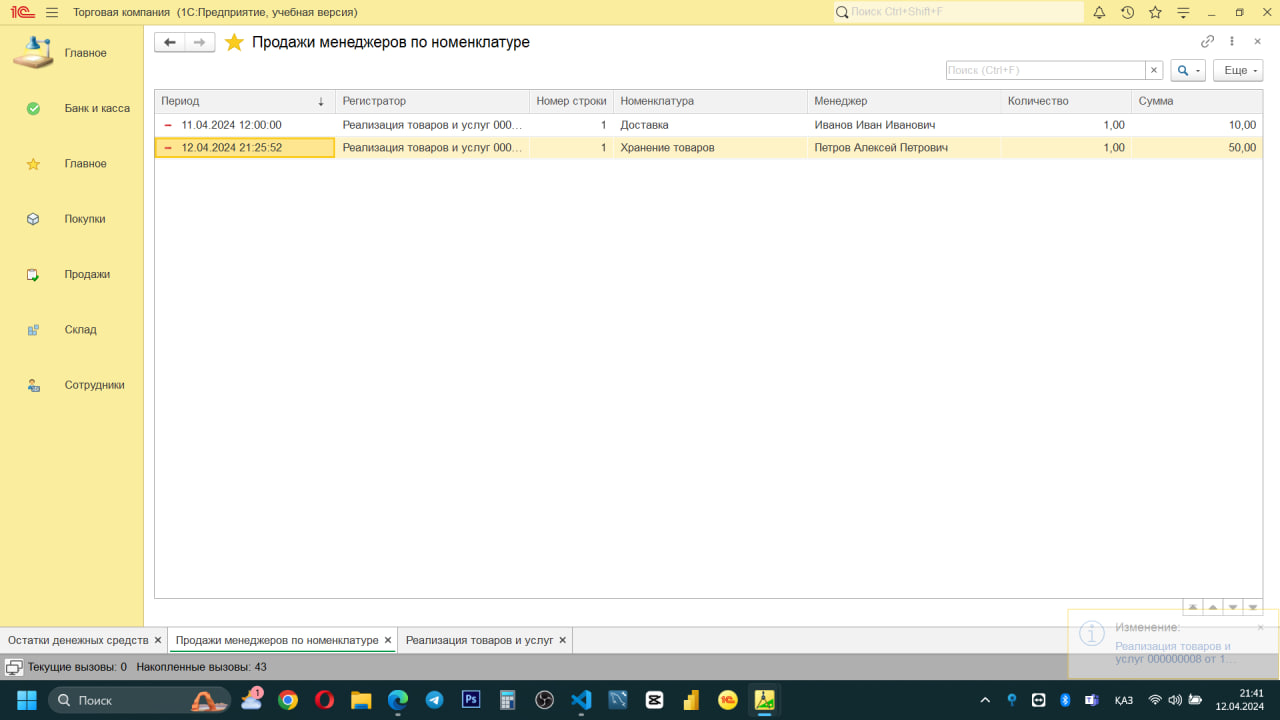 Торговая компания (1С:Предприятие, учебная версия)
Поиск Ctrl+Shift+F
Главное
Банк и касса
Главное
Покупки
Продажи
Склад
Сотрудники
Продажи менеджеров по номенклатуре
Поиск (Ctrl+F)
Еще
Период Регистратор Номер строки Номенклатура Менеджер Количество Сумма
11.04.2024 12:00:00 Реализация товаров и услуг 000... 1 Доставка Иванов Иван Иванович 1,00 10,00
12.04.2024 21:25:52 Реализация товаров и услуг 000... 1 Хранение товаров Петров Алексей Петрович 1,00 50,00
Изменение:
Реализация товаров и
услуг 000000008 от 1...
Остатки денежных средств Продажи менеджеров по номенклатуре Реализация товаров и услуг
Текущие вызовы: 0 Накопленные вызовы: 43
Поиск
1
Ps
ҚАЗ
21:41
12.04.2024